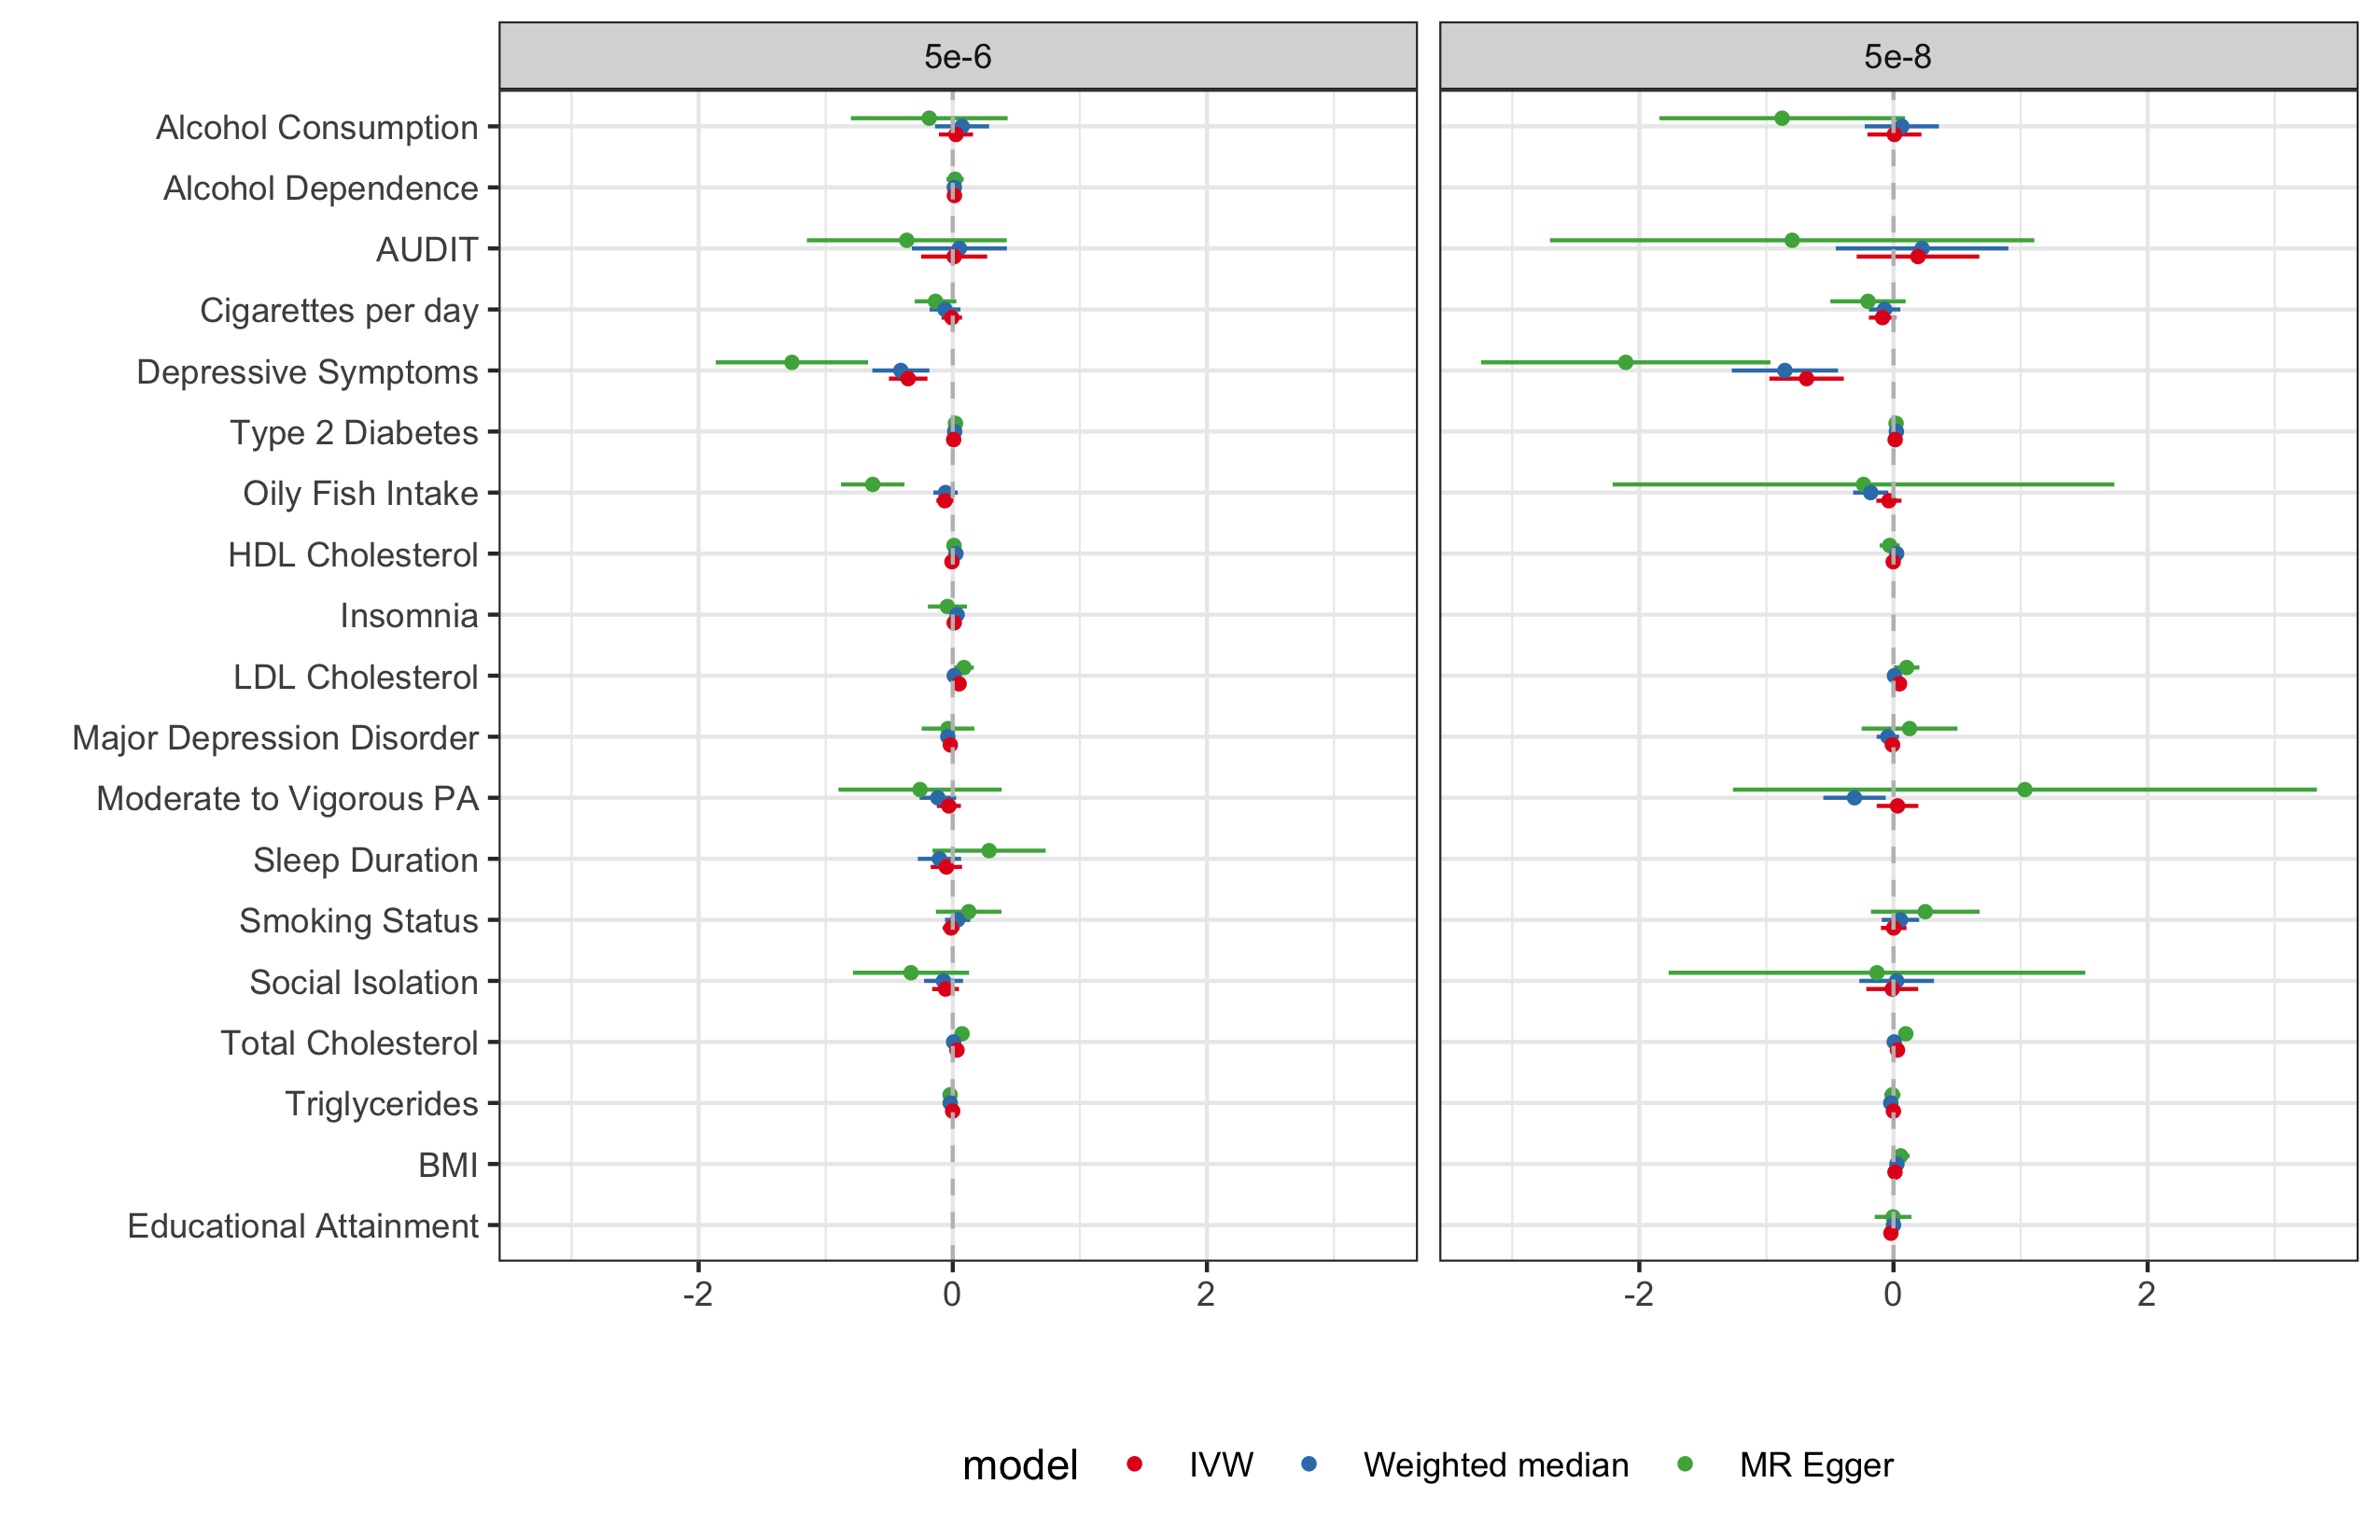 5e-6 5e-8
Alcohol Consumption
Alcohol Dependence
AUDIT
Cigarettes per day
Depressive Symptoms
Type 2 Diabetes
Oily Fish Intake
HDL Cholesterol
Insomnia
LDL Cholesterol
Major Depression Disorder
Moderate to Vigorous PA
Sleep Duration
Smoking Status
Social Isolation
Total Cholesterol
Triglycerides
BMI
Educational Attainment
-2 0 2 -2 0 2
model IVW Weighted median MR Egger